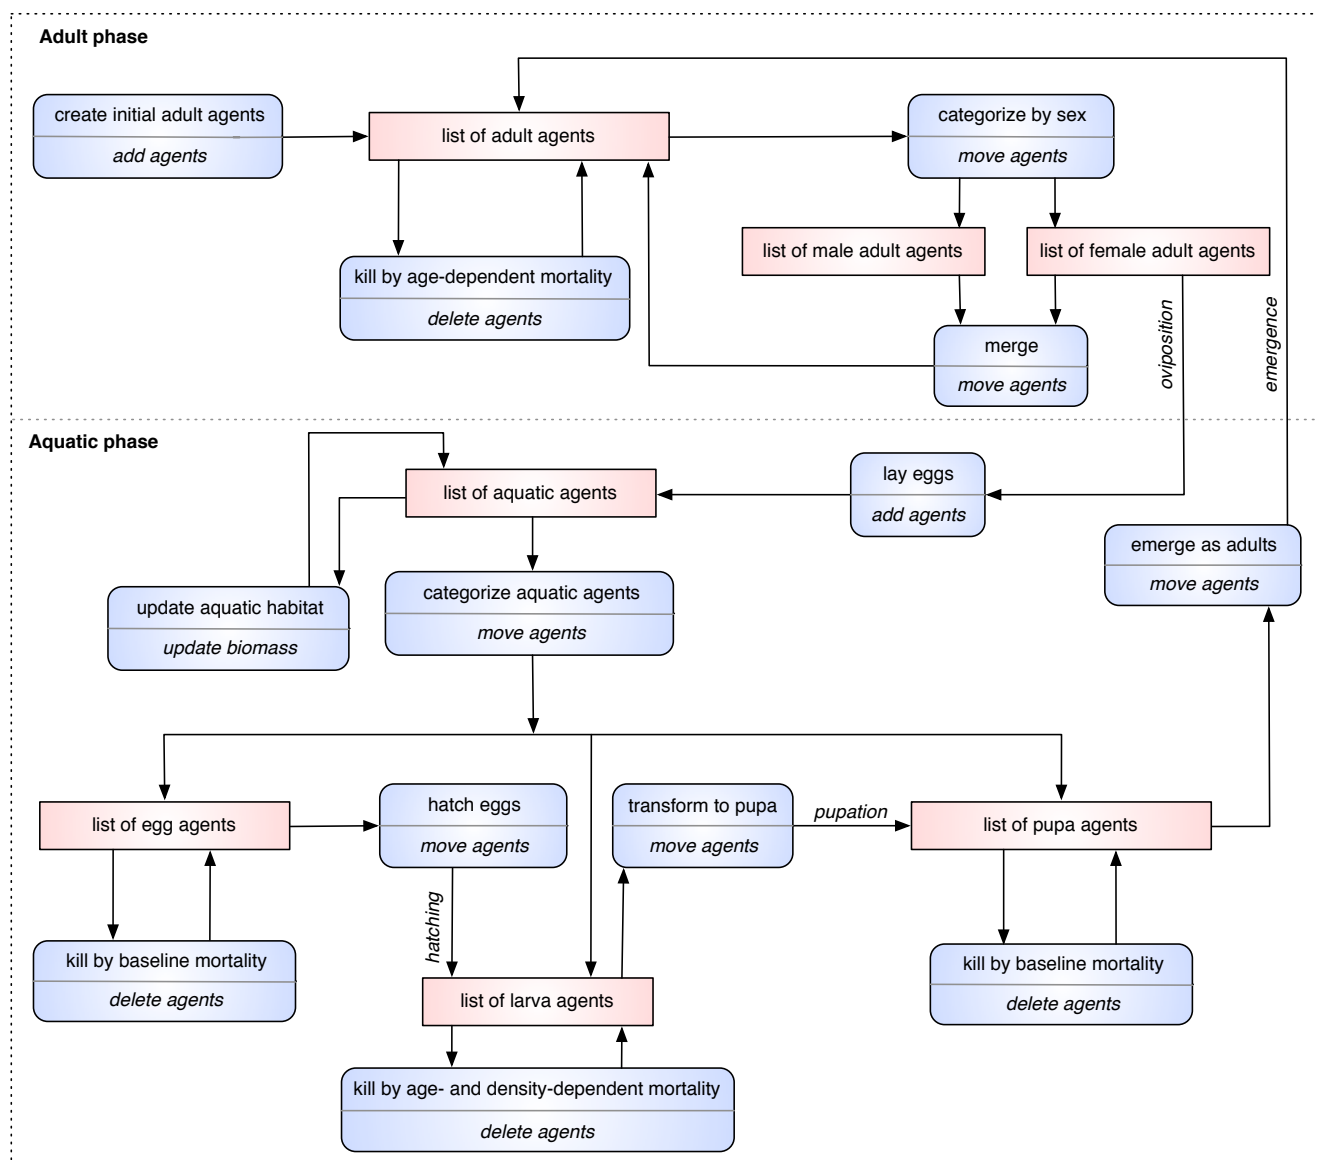 Adult phase
create initial adult agents
add agents
list of adult agents
categorize by sex
move agents
list of male adult agents
list of female adult agents
kill by age-dependent mortality
delete agents
merge
move agents
oviposition
emergence
Aquatic phase
list of aquatic agents
lay eggs
add agents
emerge as adults
move agents
update aquatic habitat
update biomass
categorize aquatic agents
move agents
list of egg agents
hatch eggs
move agents
transform to pupa
move agents
pupation
list of pupa agents
hatching
kill by baseline mortality
delete agents
list of larva agents
kill by baseline mortality
delete agents
kill by age- and density-dependent mortality
delete agents